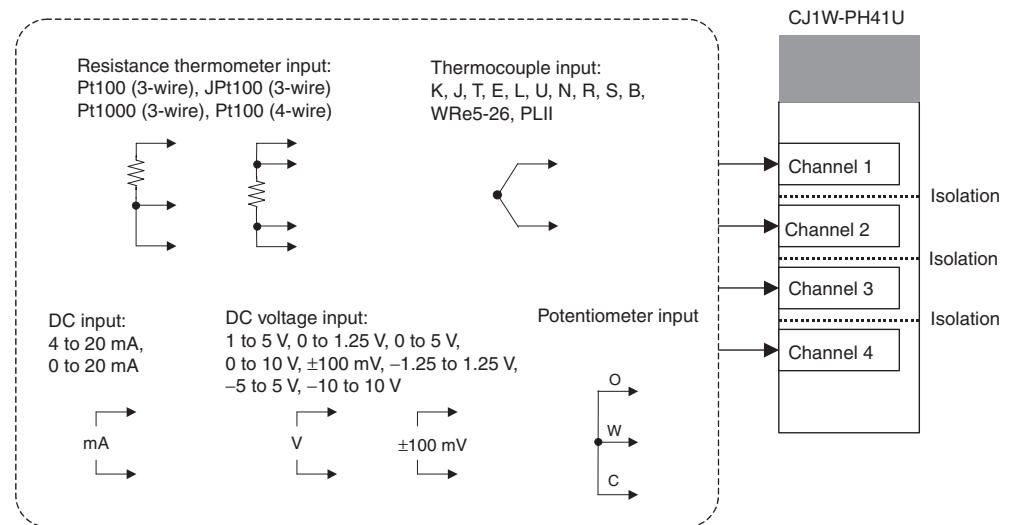 CJ1W-PH41U
Resistance thermometer input:
Pt100 (3-wire), JPt100 (3-wire)
Pt1000 (3-wire), Pt100 (4-wire)
Thermocouple input:
K, J, T, E, L, U, N, R, S, B,
WRe5-26, PLII
Channel 1
Isolation
Channel 2
Isolation
Channel 3
Isolation
Channel 4
DC input:
4 to 20 mA,
0 to 20 mA
DC voltage input:
1 to 5 V, 0 to 1.25 V, 0 to 5 V,
0 to 10 V, ±100 mV, −1.25 to 1.25 V,
−5 to 5 V, −10 to 10 V
Potentiometer input
mA
V
±100 mV
O
W
C